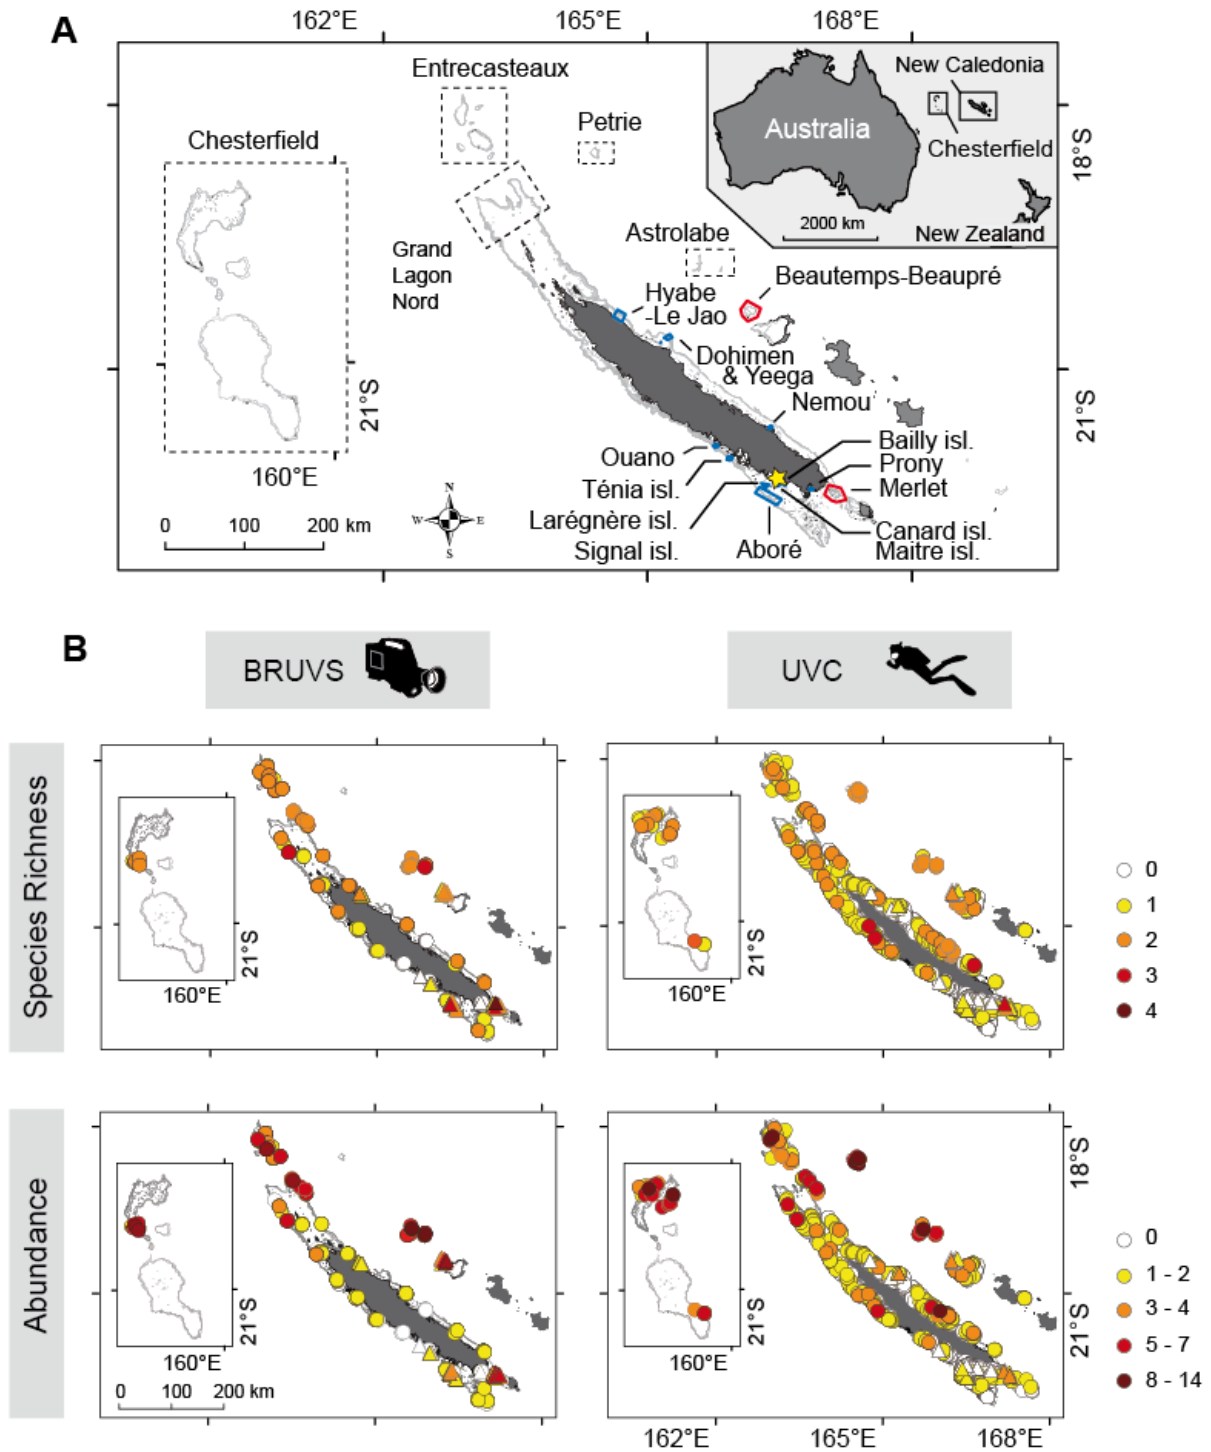 A
162°E
165°E
168°E
Entrecasteaux
Petrie
Chesterfield
New Caledonia
Australia
Chesterfield
2000 km
New Zealand
18°S
Grand
Lagon
Nord
Astrolabe
Beautemps-Beaupré
Hyabe
-Le Jao
Dohimen
& Yeega
Nemou
21°S
21°S
160°E
Bailly isl.
Prony
Merlet
Ouano
Ténia isl.
Larégnère isl.
Signal isl.
Aboré
Canard isl.
Maitre isl.
N
W
E
S
0
100
200 km
B
BRUVS
UVC
Species Richness
21°S
160°E
21°S
160°E
0
1
2
3
4
Abundance
21°S
160°E
0
100
200 km
21°S
160°E
18°S
21°S
162°E
165°E
168°E
0
1 - 2
3 - 4
5 - 7
8 - 14